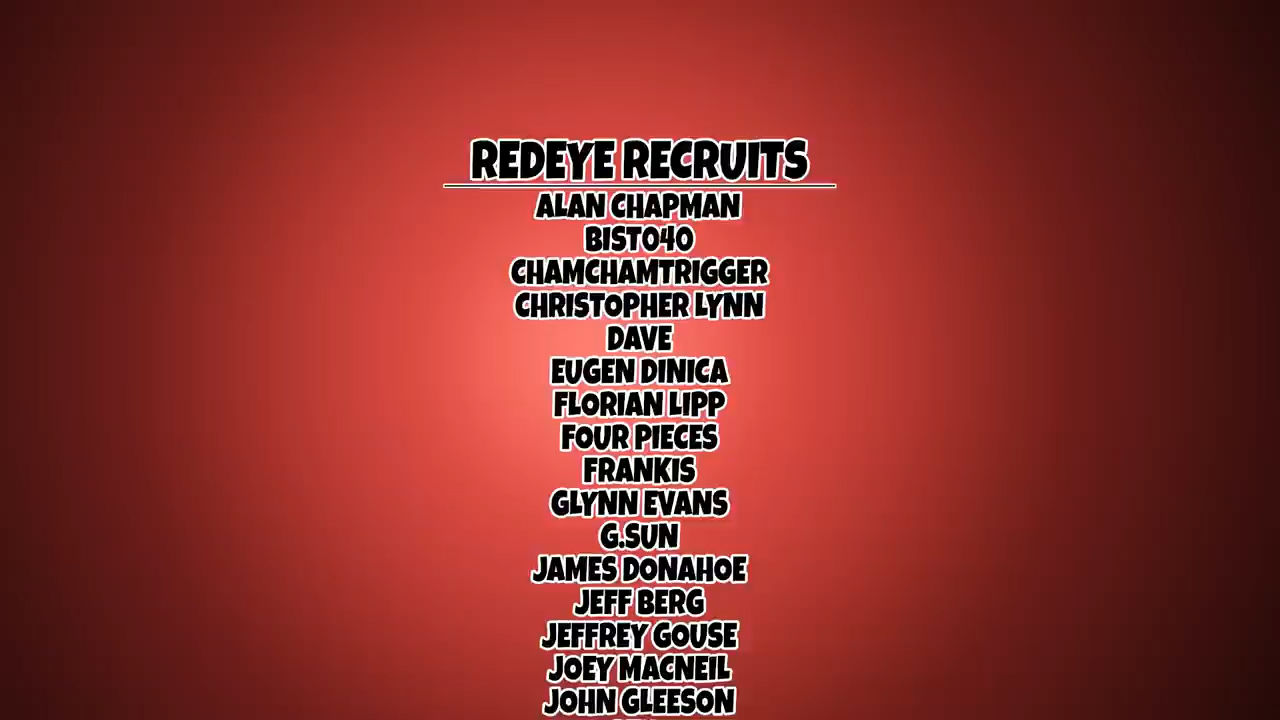 REDEYE RECRUITS
ALAN CHAPMAN
BISTO40
CHAMCHAMTRIGGER
CHRISTOPHER LYNN
DAVE
EUGEN DINICA
FLORIAN LIPP
FOUR PIECES
FRANKIS
GLYNN EVANS
G.SUN
JAMES DONAHOE
JEFF BERG
JEFFREY GOUSE
JOEY MACNEIL
JOHN GLEESON